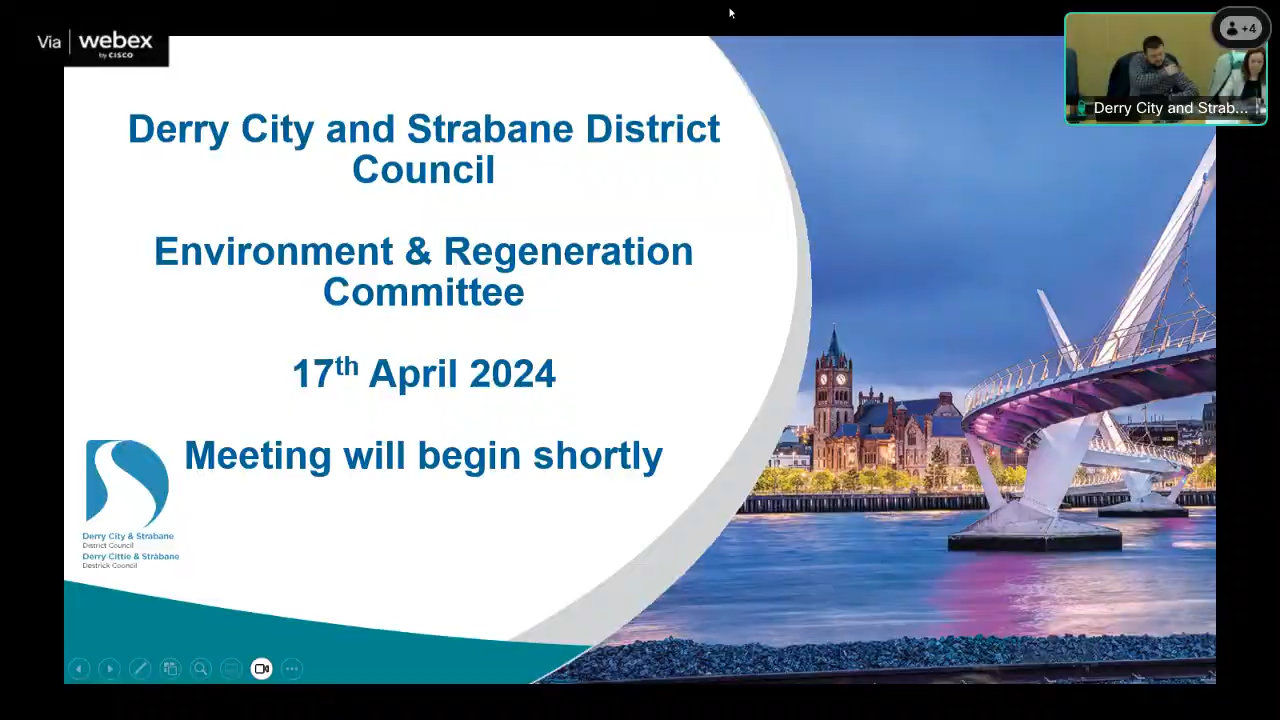 Via webex
by CISCO
+4
Derry City and Strab...
Derry City and Strabane District
Council
Environment & Regeneration
Committee
17th April 2024
Meeting will begin shortly
Derry City & Strabane
District Council
Derry Cittie & Stràbane
Destrick Cooncil